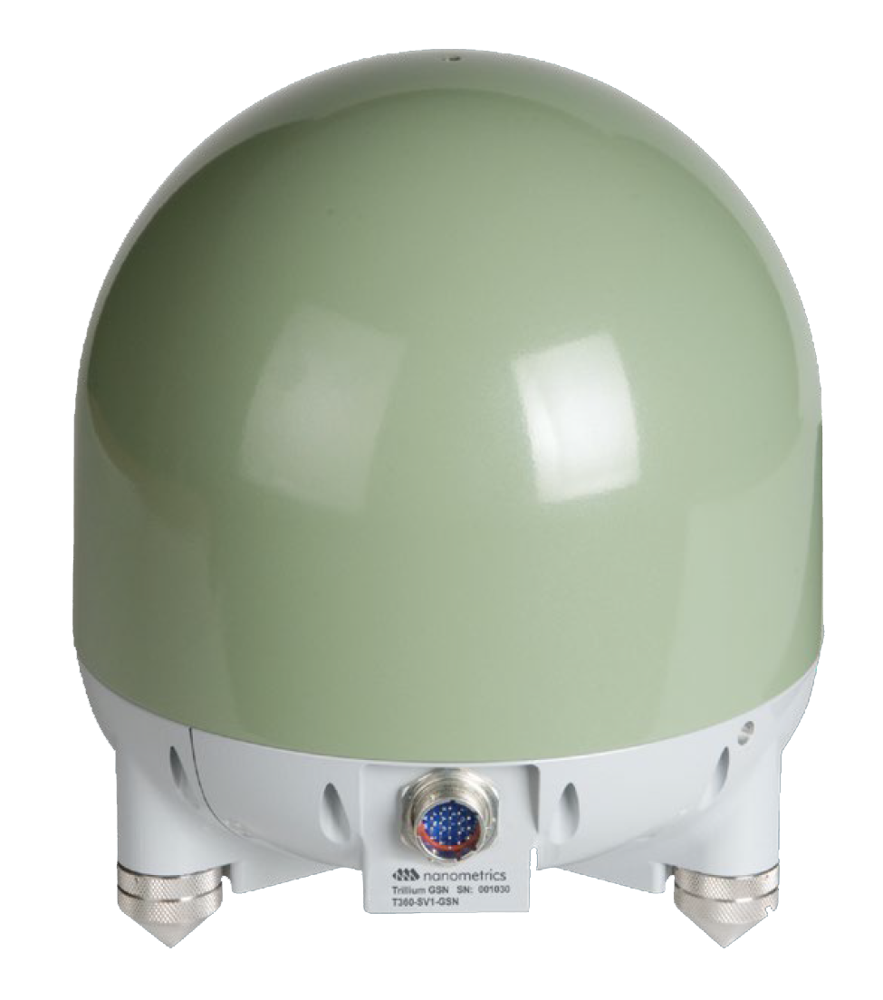 nanometrics
Trillium GSN SN: 001030
T360-SV1-GSN